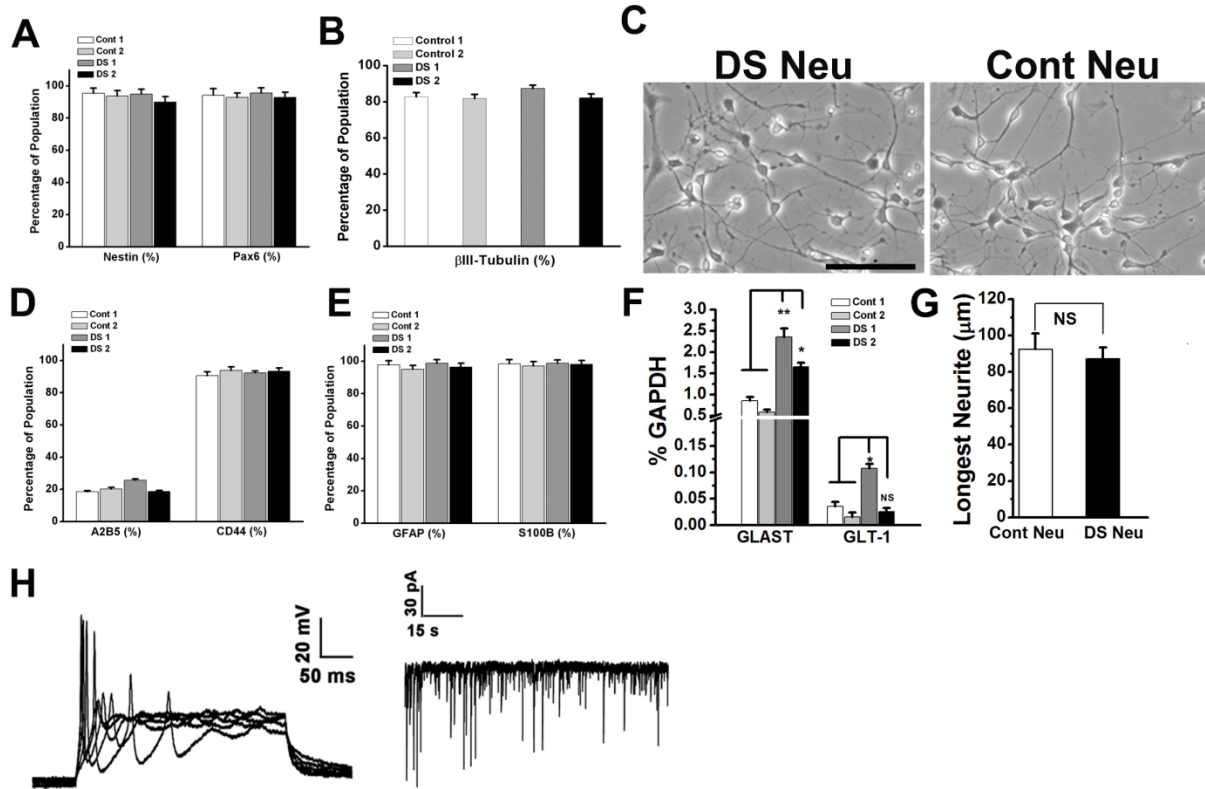 A
Cont 1
Cont 2
DS 1
DS 2
Percentage of Population
100
80
60
40
20
0
Nestin (%)
Pax6 (%)
B
Control 1
Control 2
DS 1
DS 2
Percentage of Population
100
80
60
40
20
0
βIII-Tubulin (%)
C
DS Neu
Cont Neu
D
Cont 1
Cont 2
DS 1
DS 2
Percentage of Population
100
80
60
40
20
0
A2B5 (%)
CD44 (%)
E
Cont 1
Cont 2
DS 1
DS 2
Percentage of Population
100
80
60
40
20
0
GFAP (%)
S100B (%)
F
Cont 1
Cont 2
DS 1
DS 2
% GAPDH
3.0
2.5
2.0
1.5
1.0
0.5
0.15
0.10
0.05
0.00
**
*
*
NS
GLAST
GLT-1
G
Longest Neurite (μm)
120
100
80
60
40
20
0
NS
Cont Neu
DS Neu
H
20 mV
50 ms
30 pA
15 s